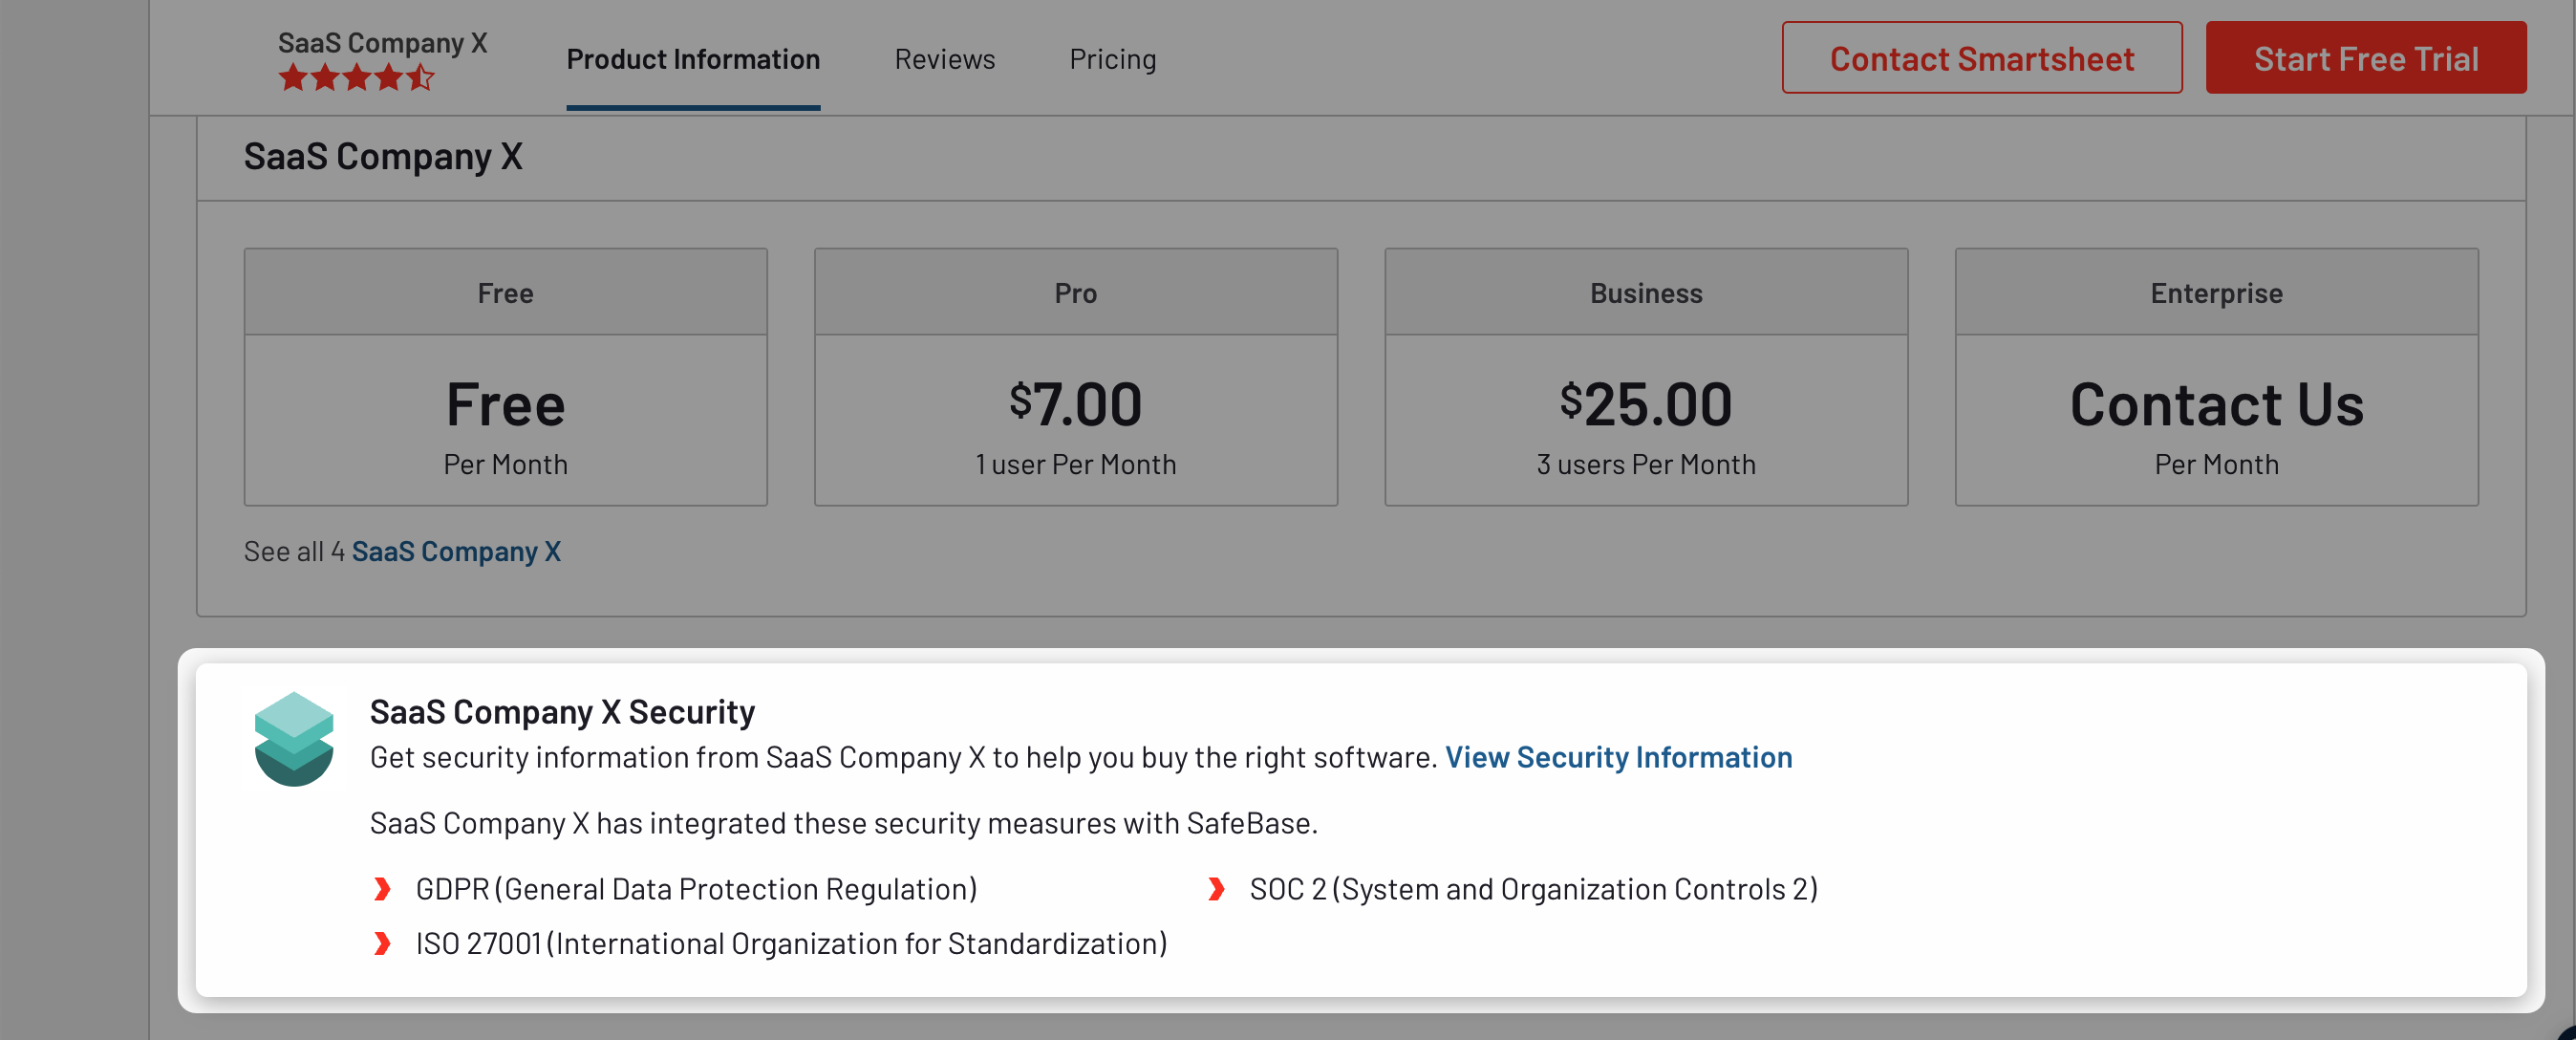 SaaS Company X
Product Information
Reviews
Pricing
Contact Smartsheet
Start Free Trial
SaaS Company X
Free
Free
Per Month
Pro
$7.00
1 user Per Month
Business
$25.00
3 users Per Month
Enterprise
Contact Us
Per Month
See all 4 SaaS Company X
SaaS Company X Security
Get security information from SaaS Company X to help you buy the right software. View Security Information
SaaS Company X has integrated these security measures with SafeBase.
GDPR (General Data Protection Regulation)
SOC 2 (System and Organization Controls 2)
ISO 27001 (International Organization for Standardization)